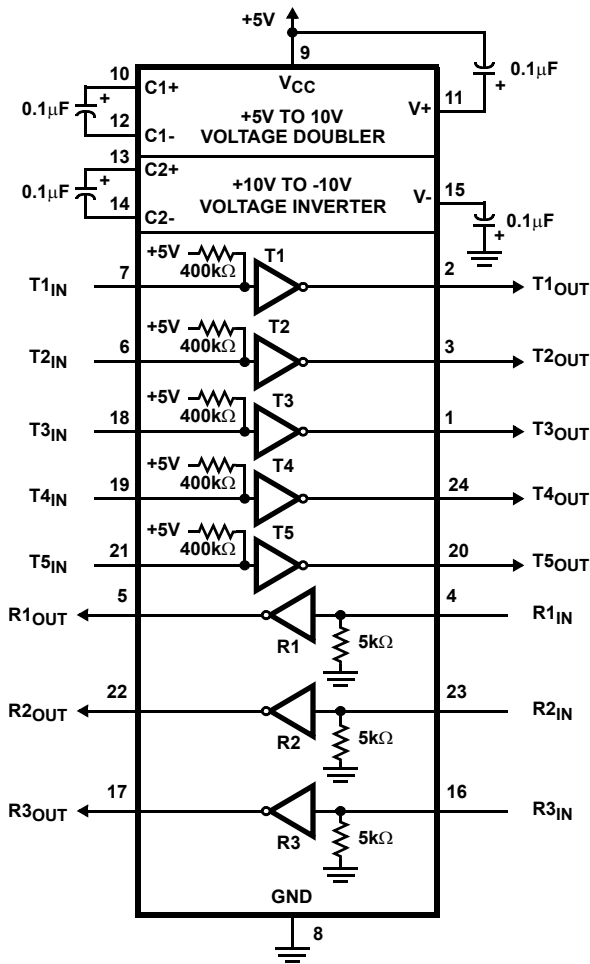 +5V
9
10
C1+
VCC
0.1μF
0.1μF
+
+
+5V TO 10V
VOLTAGE DOUBLER
V+
11
12
C1-
13
C2+
0.1μF
+
+10V TO -10V
VOLTAGE INVERTER
V-
15
14
C2-
0.1μF
+
+5V
400kΩ
T1
T1IN
7
2
T1OUT
+5V
400kΩ
T2
T2IN
6
3
T2OUT
+5V
400kΩ
T3
T3IN
18
1
T3OUT
+5V
400kΩ
T4
T4IN
19
24
T4OUT
+5V
400kΩ
T5
T5IN
21
20
T5OUT
R1OUT
5
4
R1IN
R1
5kΩ
R2OUT
22
23
R2IN
R2
5kΩ
R3OUT
17
16
R3IN
R3
5kΩ
GND
8